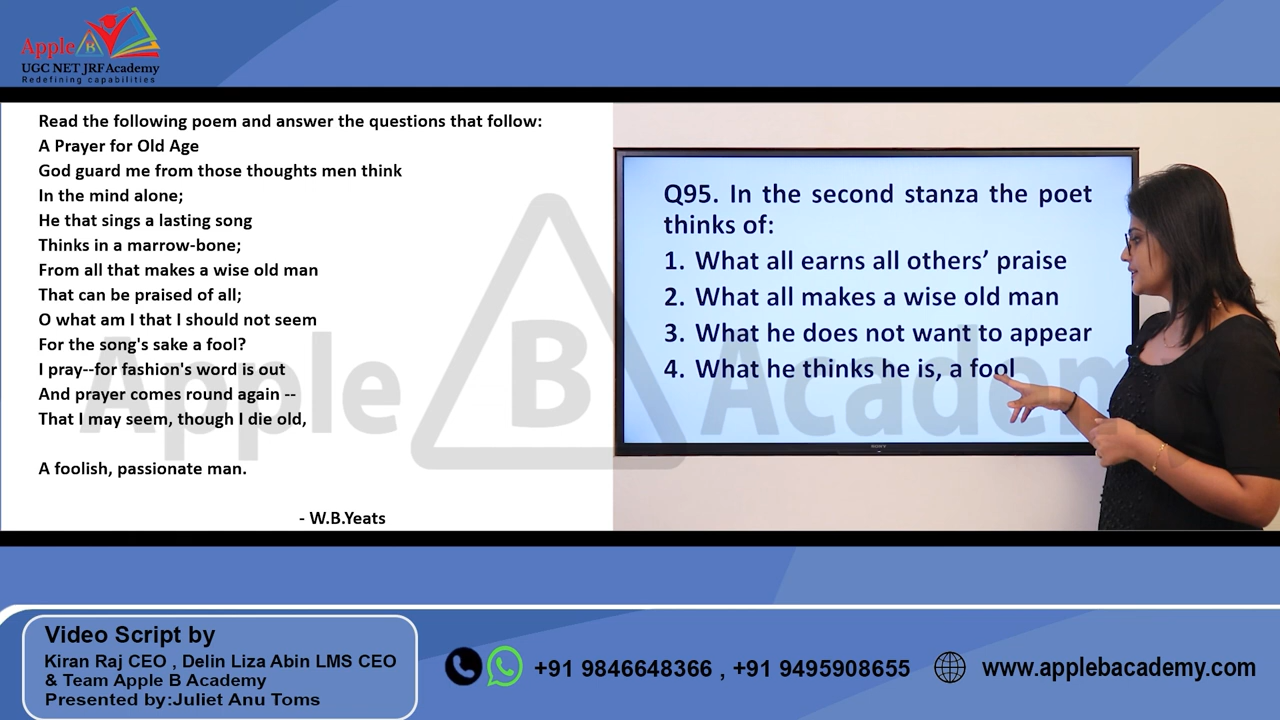 Apple B
UGC NET JRF Academy
Redefining capabilities
Read the following poem and answer the questions that follow:
A Prayer for Old Age
God guard me from those thoughts men think
In the mind alone;
He that sings a lasting song
Thinks in a marrow-bone;
From all that makes a wise old man
That can be praised of all;
O what am I that I should not seem
For the song's sake a fool?
I pray--for fashion's word is out
And prayer comes round again --
That I may seem, though I die old,
A foolish, passionate man.
- W.B.Yeats
Q95. In the second stanza the poet
thinks of:
1. What all earns all others’ praise
2. What all makes a wise old man
3. What he does not want to appear
4. What he thinks he is, a fool
SONY
Apple B Academy
Video Script by
Kiran Raj CEO , Delin Liza Abin LMS CEO
& Team Apple B Academy
Presented by:Juliet Anu Toms
+91 9846648366 , +91 9495908655
www.applebacademy.com